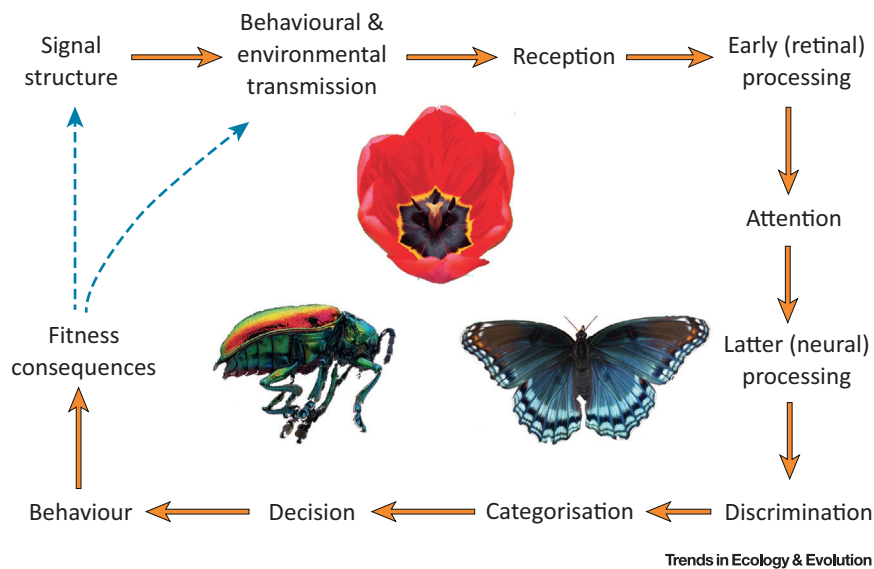 Signal
structure
Behavioural &
environmental
transmission
Reception
Early (retinal)
processing
Attention
Latter (neural)
processing
Discrimination
Categorisation
Decision
Behaviour
Fitness
consequences
Trends in Ecology & Evolution